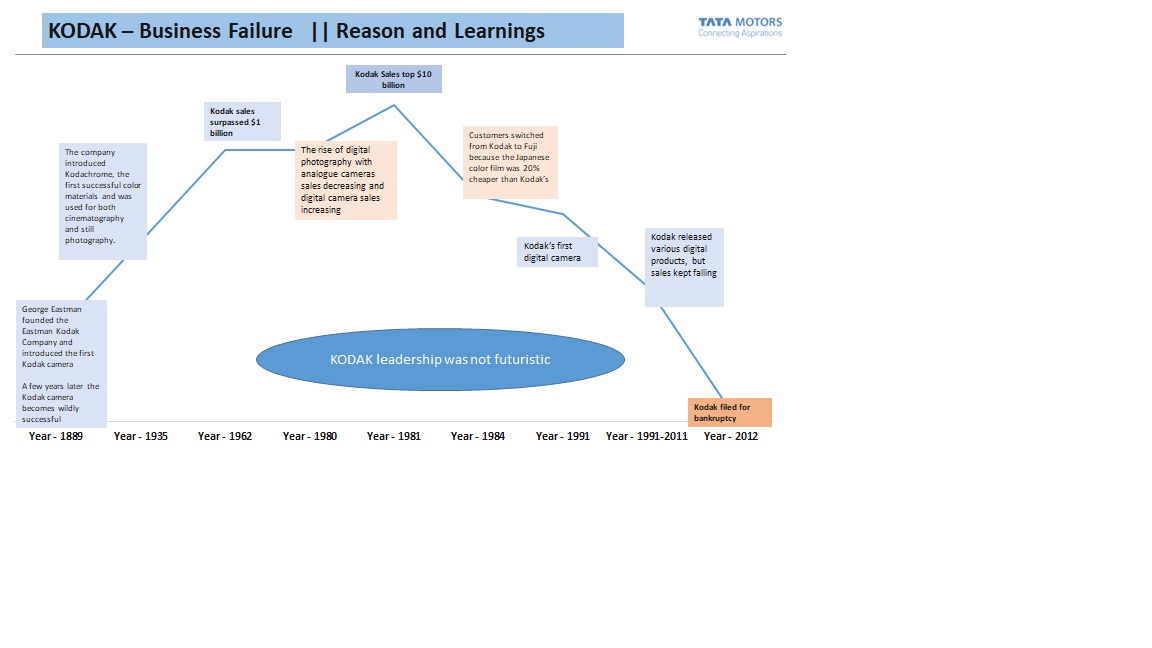 KODAK – Business Failure || Reason and Learnings
TATA MOTORS
Connecting Aspirations
Kodak Sales top $10
billion
Kodak sales
surpassed $1
billion
Customers switched
from Kodak to Fuji
because the Japanese
color film was 20%
cheaper than Kodak's
The rise of digital
photography with
analogue cameras
sales decreasing and
digital camera sales
increasing
The company
introduced
Kodachrome, the
first successful color
materials and was
used for both
cinematography
and still
photography.
Kodak's first
digital camera
Kodak released
various digital
products, but
sales kept falling
George Eastman
founded the
Eastman Kodak
Company and
introduced the first
Kodak camera
A few years later the
Kodak camera
becomes wildly
successful
KODAK leadership was not futuristic
Kodak filed for
bankruptcy
Year - 1889 Year - 1935 Year - 1962 Year - 1980 Year - 1981 Year - 1984 Year - 1991 Year - 1991-2011 Year - 2012